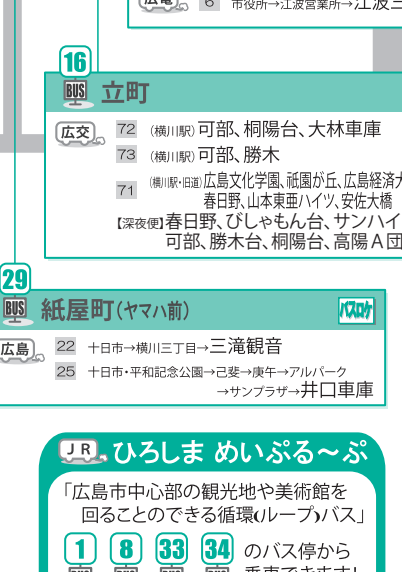 6 市役所→江波営業所→江波
16
BUS 立町
広交 72 (横川駅)可部、桐陽台、大林車庫
73 (横川駅)可部、勝木
71 (横川駅・旧道)広島文化学園、祇園が丘、広島経済大
春日野、山本東亜ハイツ、安佐大橋
【深夜便】春日野、びしゃもん台、サンハイ
可部、勝木台、桐陽台、高陽A団
29
BUS 紙屋町(ヤマハ前) バスロケ
広島 22 十日市→横川三丁目→三滝観音
25 十日市・平和記念公園→己斐→庚午→アルパーク
→サンプラザ→井口車庫
JR ひろしま めいぷる〜ぷ
「広島市中心部の観光地や美術館を
回ることのできる循環(ループ)バス」
1 8 33 34 のバス停から